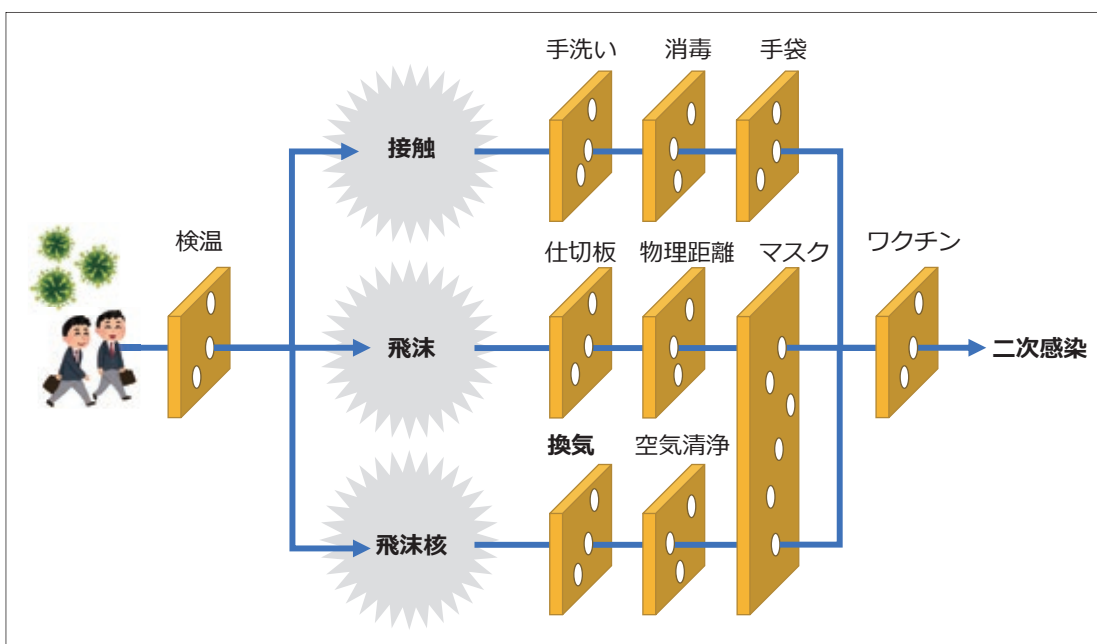 手洗い
消毒
手袋
接触
検温
仕切板
物理距離
マスク
ワクチン
飛沫
二次感染
換気
空気清浄
飛沫核